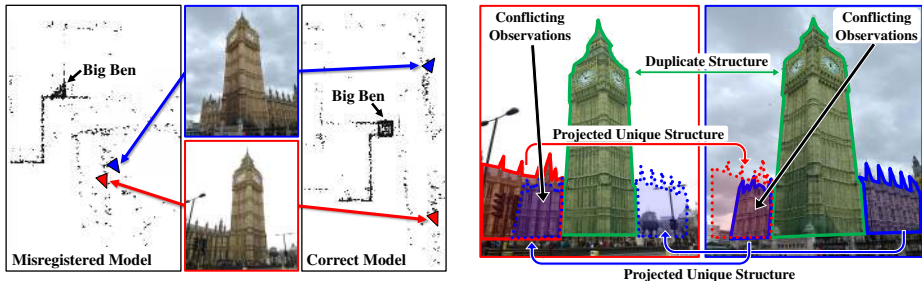 Big Ben
Misregistered Model
Big Ben
Correct Model
Conflicting
Observations
Conflicting
Observations
Duplicate Structure
Projected Unique Structure
Projected Unique Structure